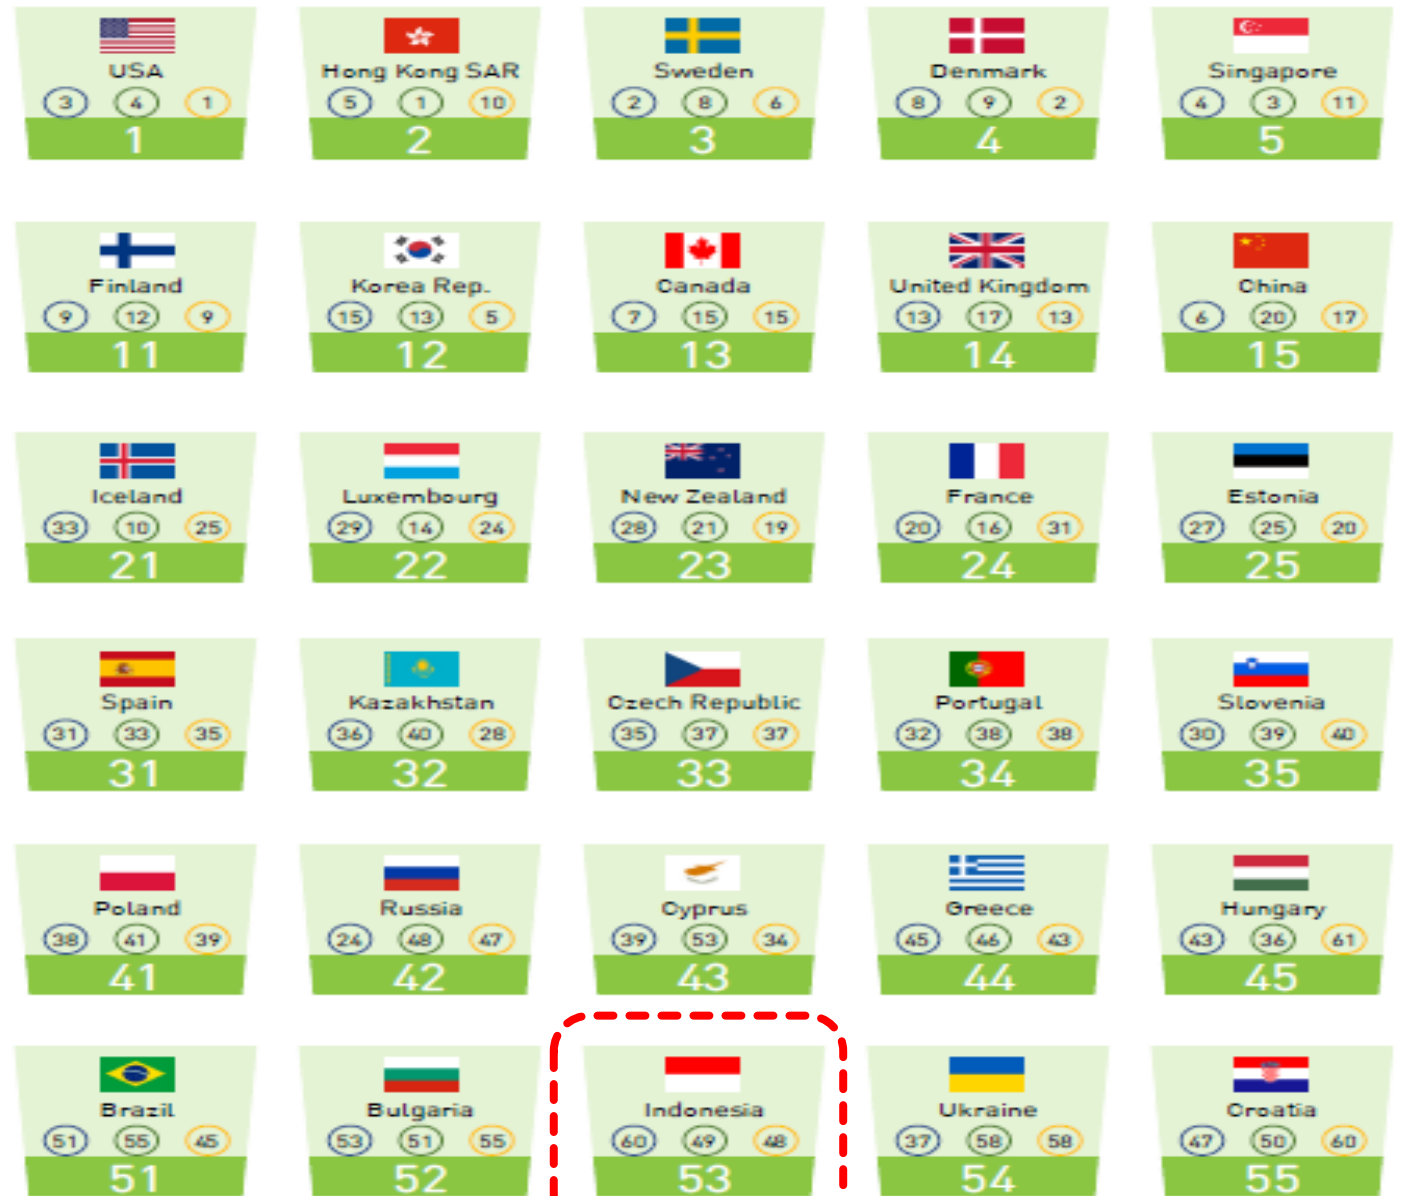 USA Hong Kong SAR Sweden Denmark Singapore
3 4 1 5 1 10 2 8 6 8 9 2 4 3 11
1 2 3 4 5
Finland Korea Rep. Canada United Kingdom China
9 12 9 15 13 5 7 15 15 13 17 13 6 20 17
11 12 13 14 15
Iceland Luxembourg New Zealand France Estonia
33 10 25 29 14 24 28 21 19 20 16 31 27 25 20
21 22 23 24 25
Spain Kazakhstan Czech Republic Portugal Slovenia
31 33 35 36 40 28 35 37 37 32 38 38 30 39 40
31 32 33 34 35
Poland Russia Cyprus Greece Hungary
38 41 39 24 48 47 39 53 34 45 46 43 43 36 61
41 42 43 44 45
Brazil Bulgaria Indonesia Ukraine Croatia
51 55 45 53 51 55 60 49 48 37 58 58 47 50 60
51 52 53 54 55